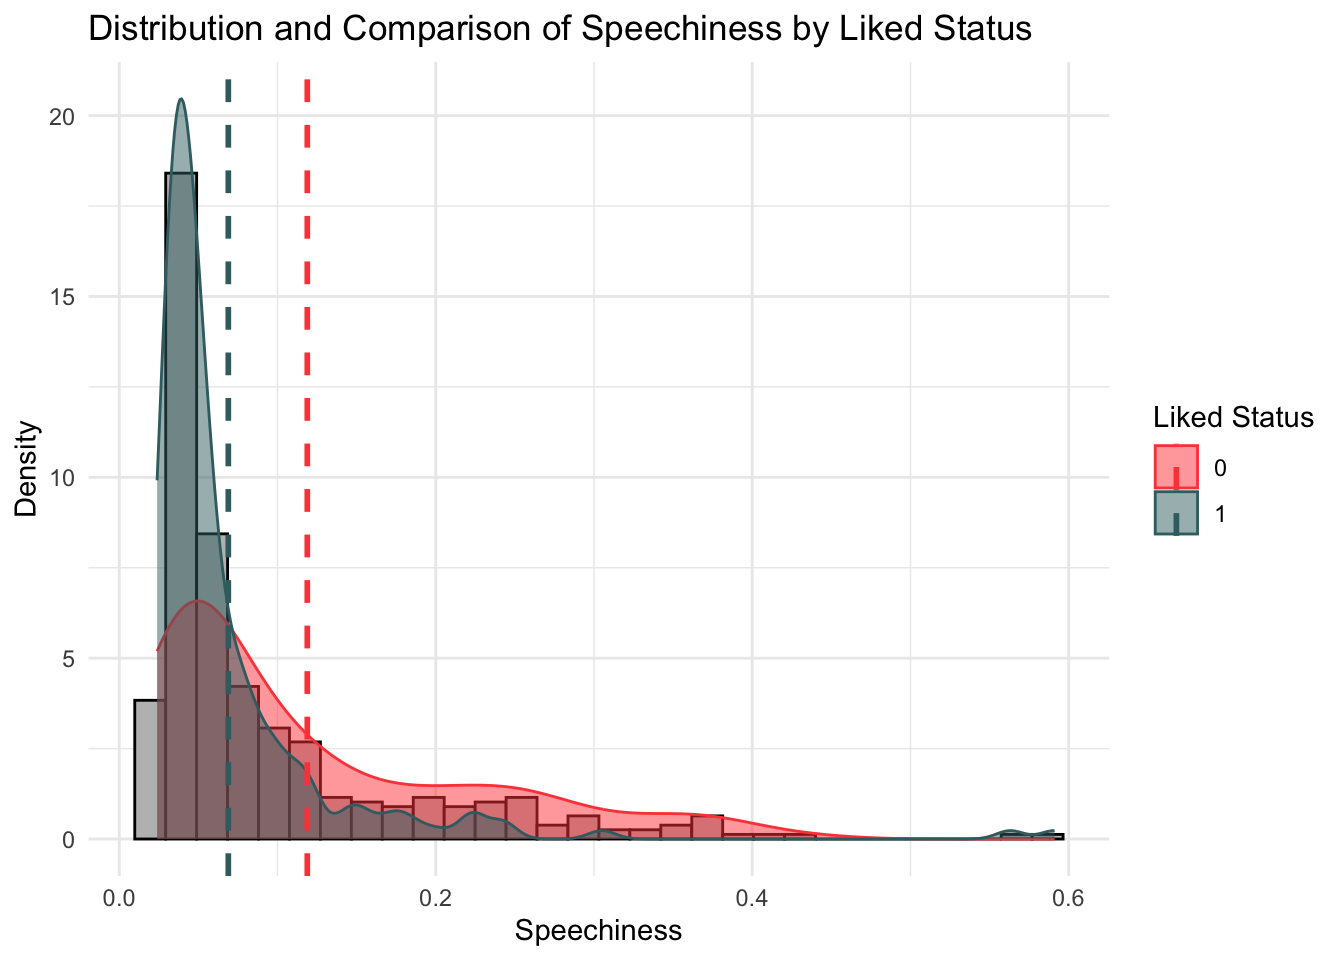 Distribution and Comparison of Speechiness by Liked Status
20
15
10
5
0
Density
0.0
0.2
0.4
0.6
Speechiness
Liked Status
0
1